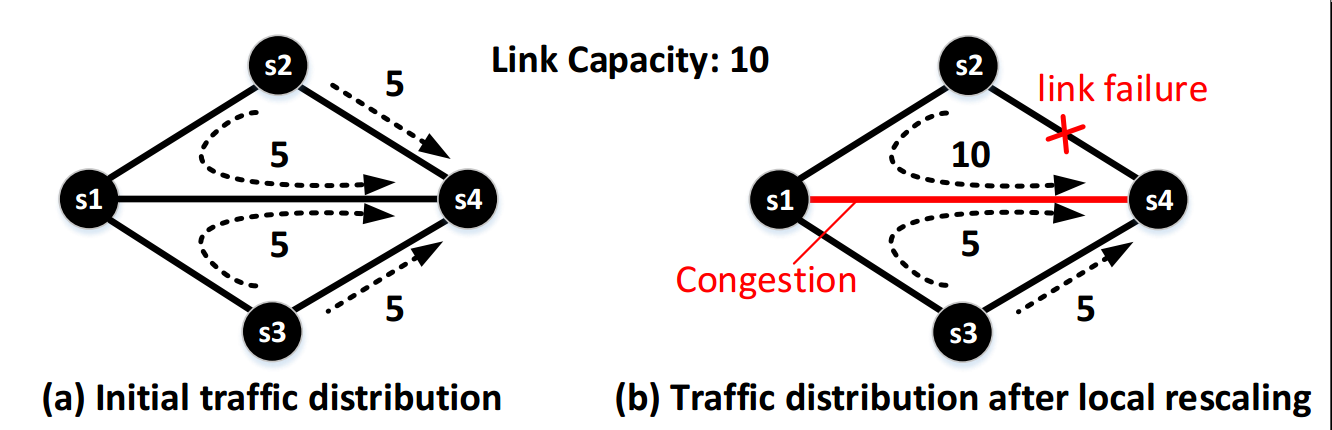 s2
5
5
s1
s4
5
5
s3
(a) Initial traffic distribution
Link Capacity: 10
s2
link failure
10
s1
s4
5
Congestion
5
s3
(b) Traffic distribution after local rescaling